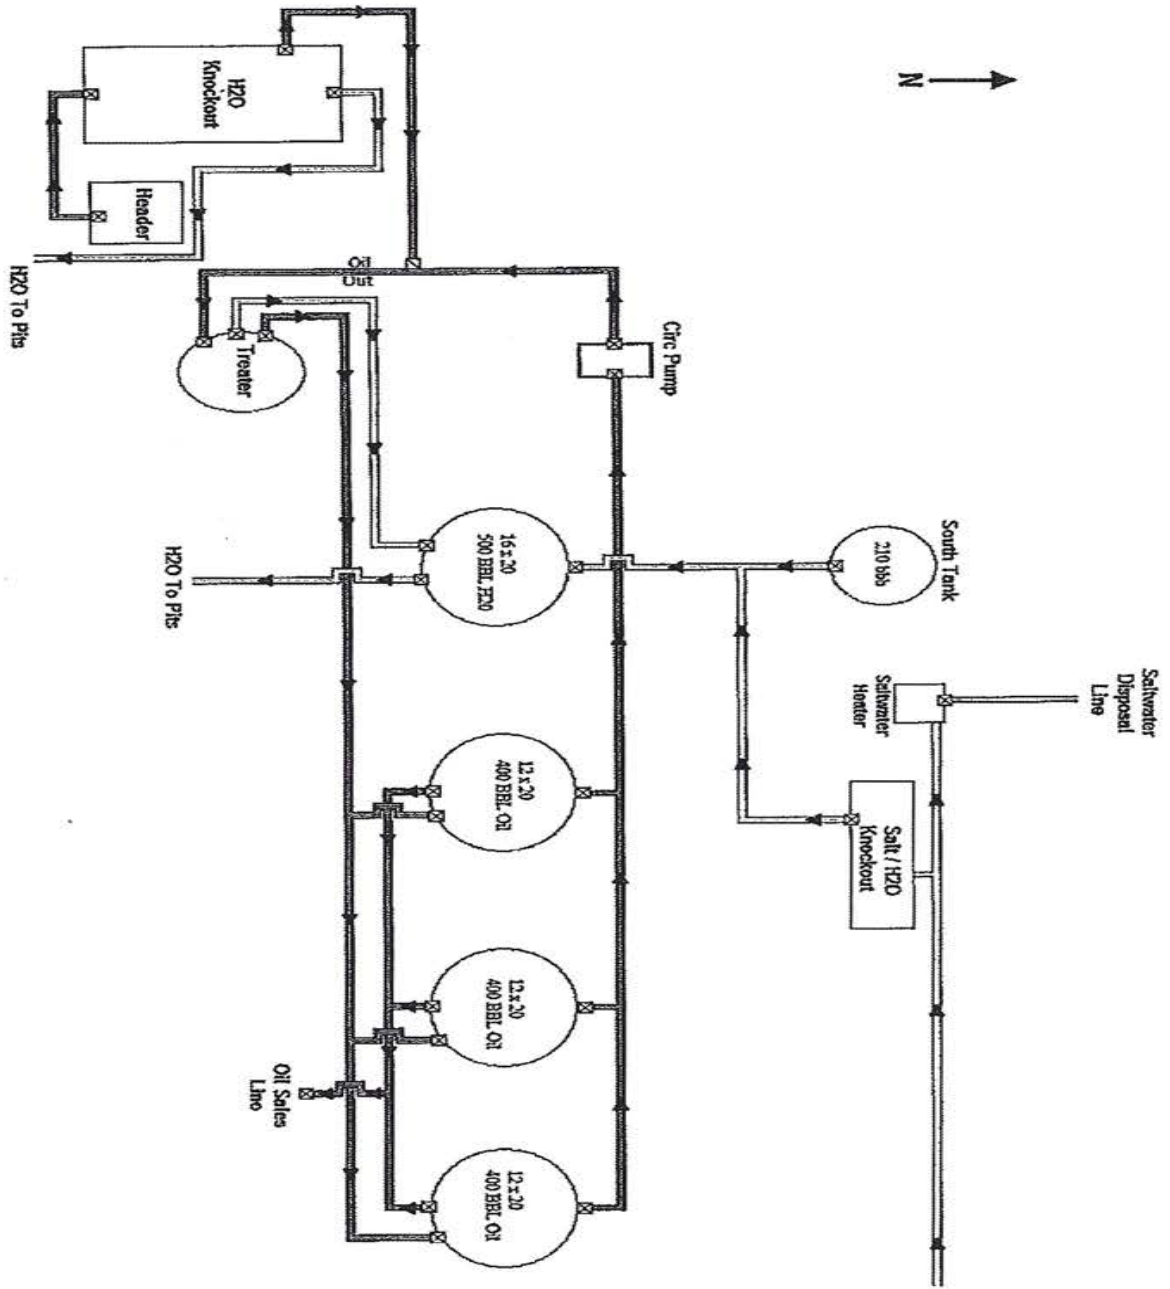 N
H2O
Knockout
Header
H2O To Pits
Oil
Out
Treater
Circ Pump
16 x 20
500 BBL H20
H2O To Pits
South Tank
210 bbb
Saltwater
Disposal
Line
Saltwater
Heater
Salt / H2O
Knockout
12 x 20
400 BBL Oil
12 x 20
400 BBL Oil
Oil Sales
Line
12 x 20
400 BBL Oil